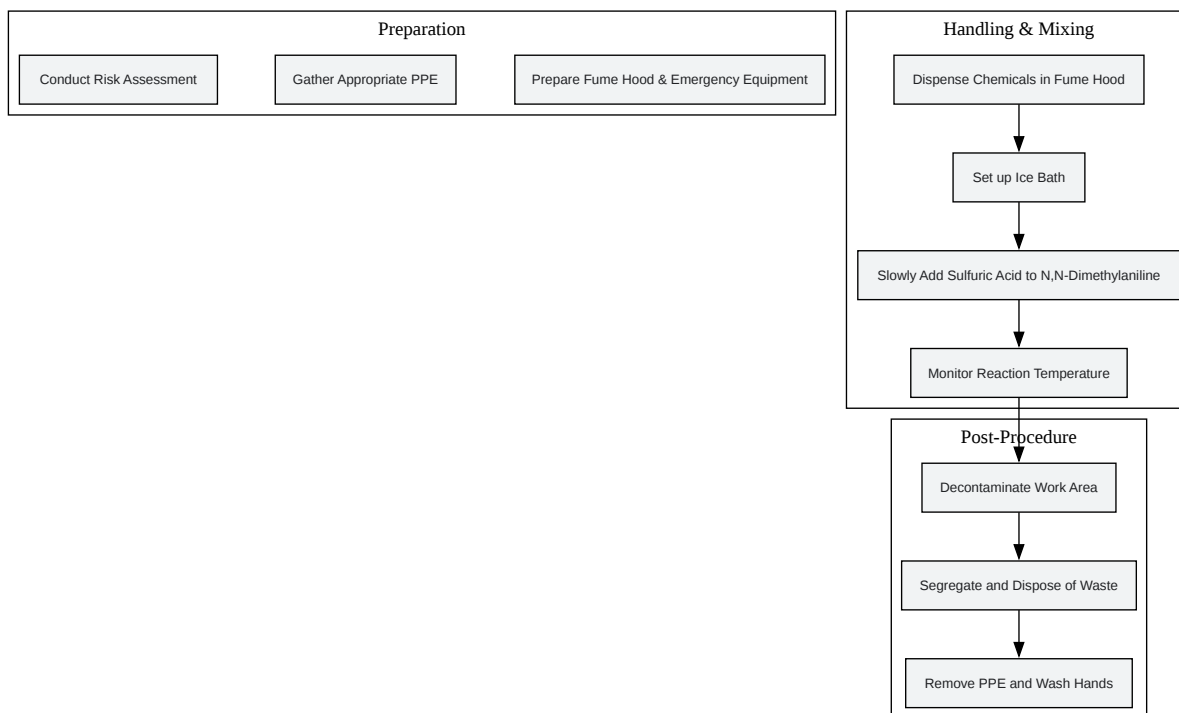 Preparation
Conduct Risk Assessment
Gather Appropriate PPE
Prepare Fume Hood & Emergency Equipment
Handling & Mixing
Dispense Chemicals in Fume Hood
Set up Ice Bath
Slowly Add Sulfuric Acid to N,N-Dimethylaniline
Monitor Reaction Temperature
Post-Procedure
Decontaminate Work Area
Segregate and Dispose of Waste
Remove PPE and Wash Hands